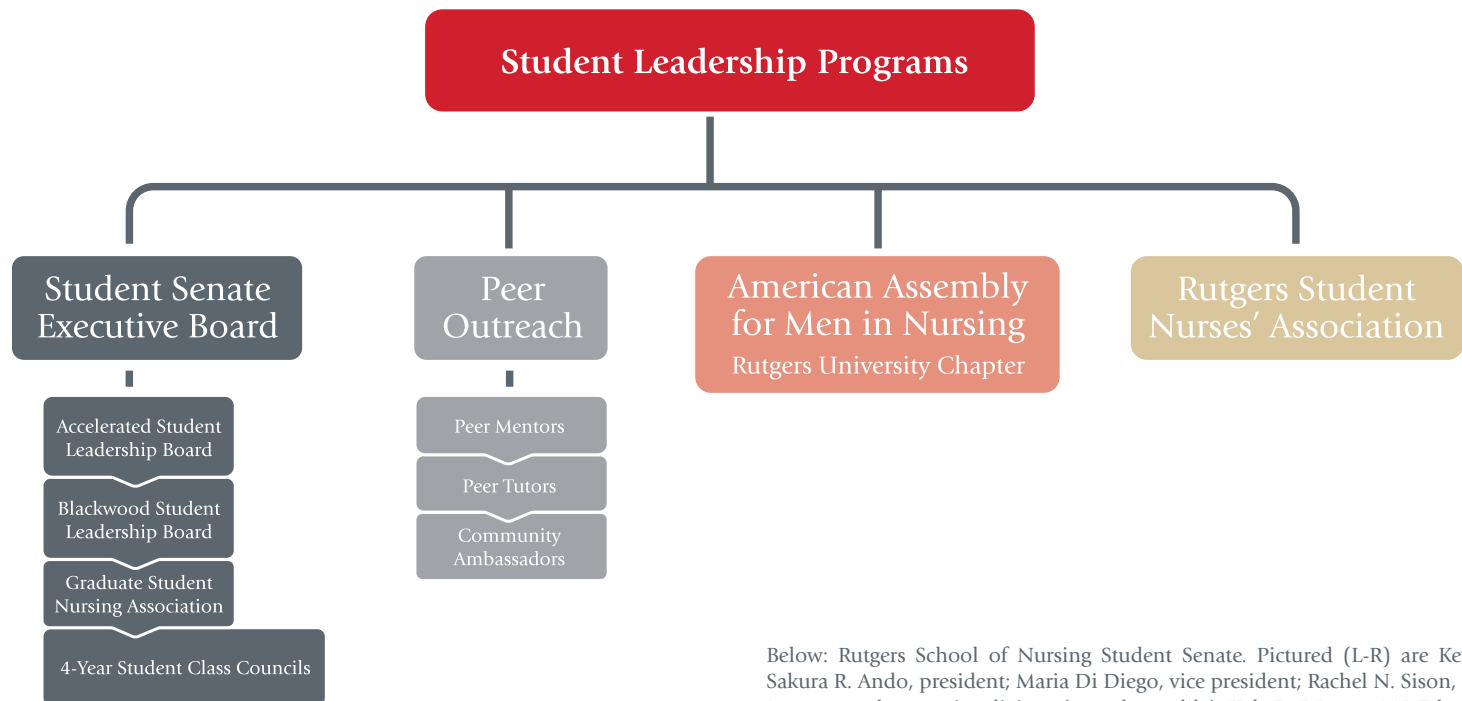 Student Leadership Programs
Student Senate
Executive Board
Accelerated Student
Leadership Board
Blackwood Student
Leadership Board
Graduate Student
Nursing Association
4-Year Student Class Councils
Peer
Outreach
Peer Mentors
Peer Tutors
Community
Ambassadors
American Assembly
for Men in Nursing
Rutgers University Chapter
Rutgers Student
Nurses’ Association
Below: Rutgers School of Nursing Student Senate. Pictured (L-R) are
Sakura R. Ando, president; Maria Di Diego, vice president; Rachel N. Sison,